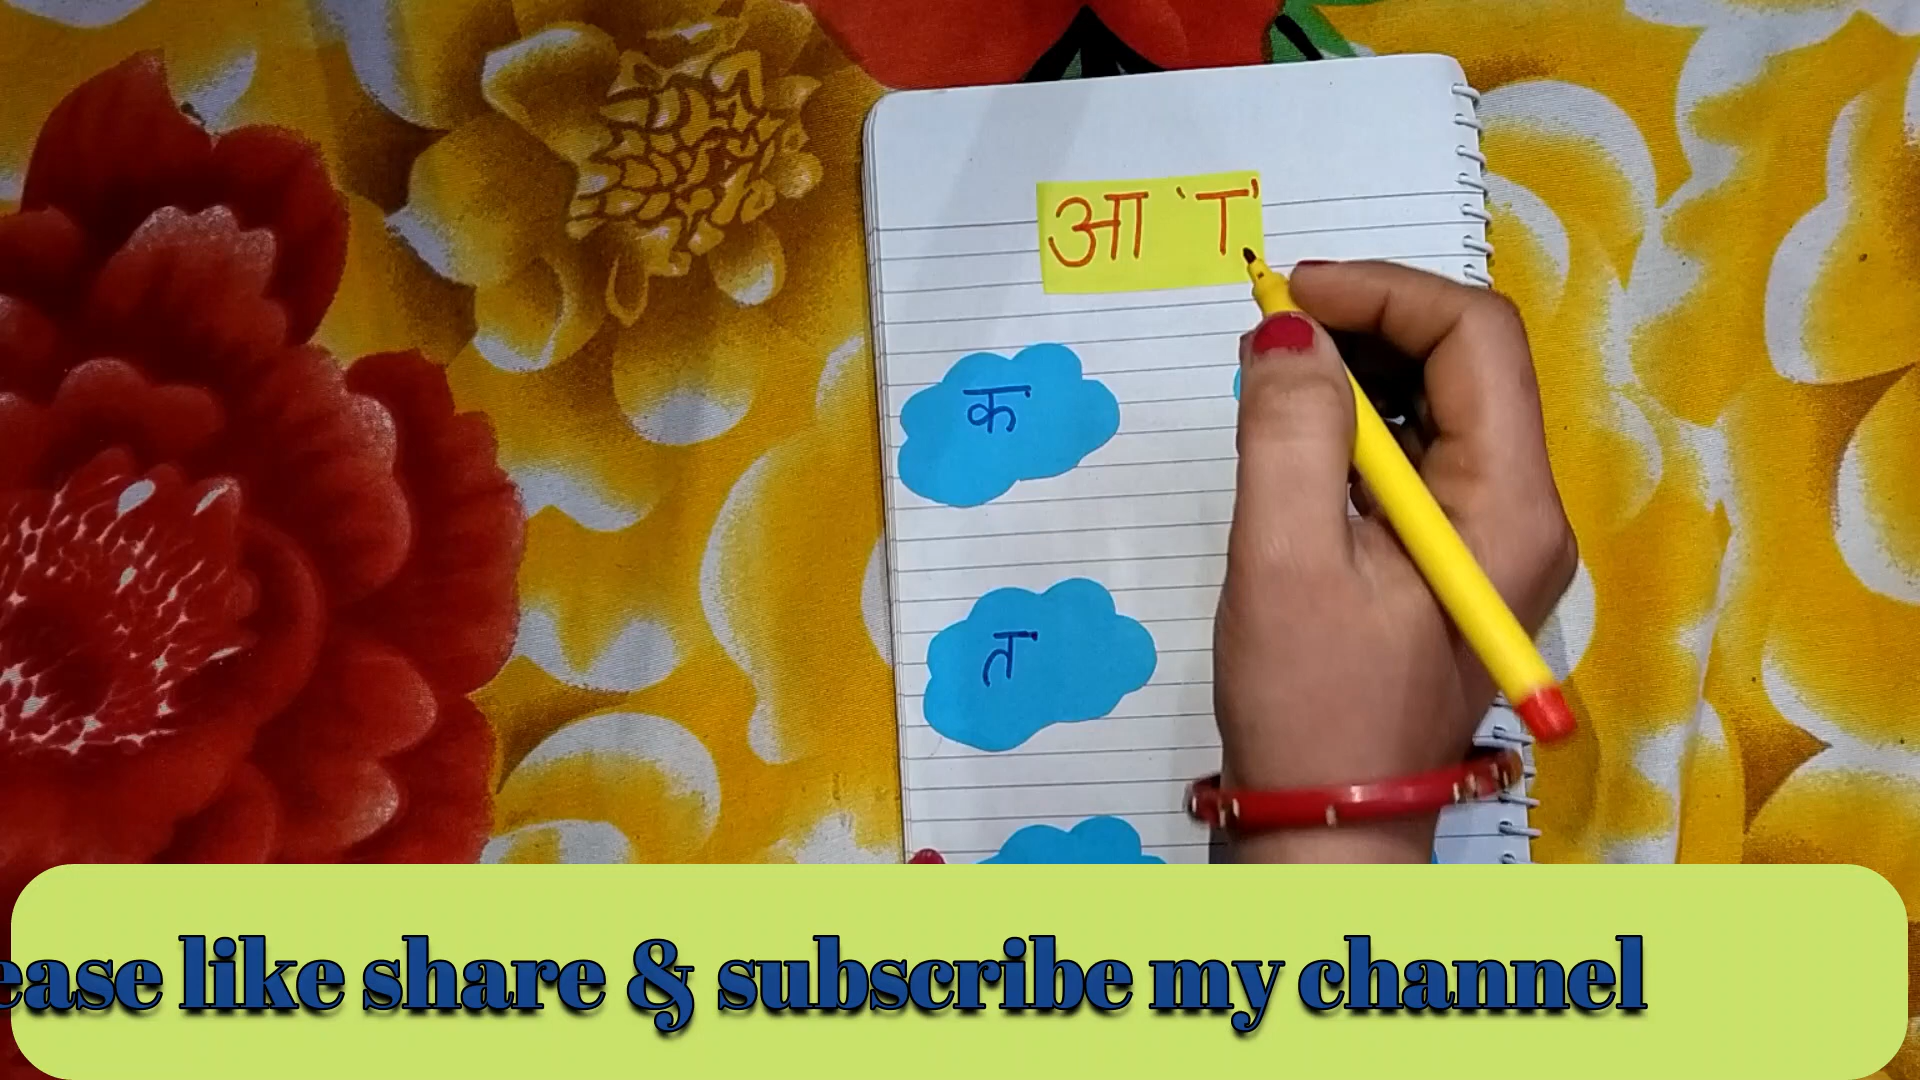 आ 'ा'
क
त
ease like share & subscribe my channel